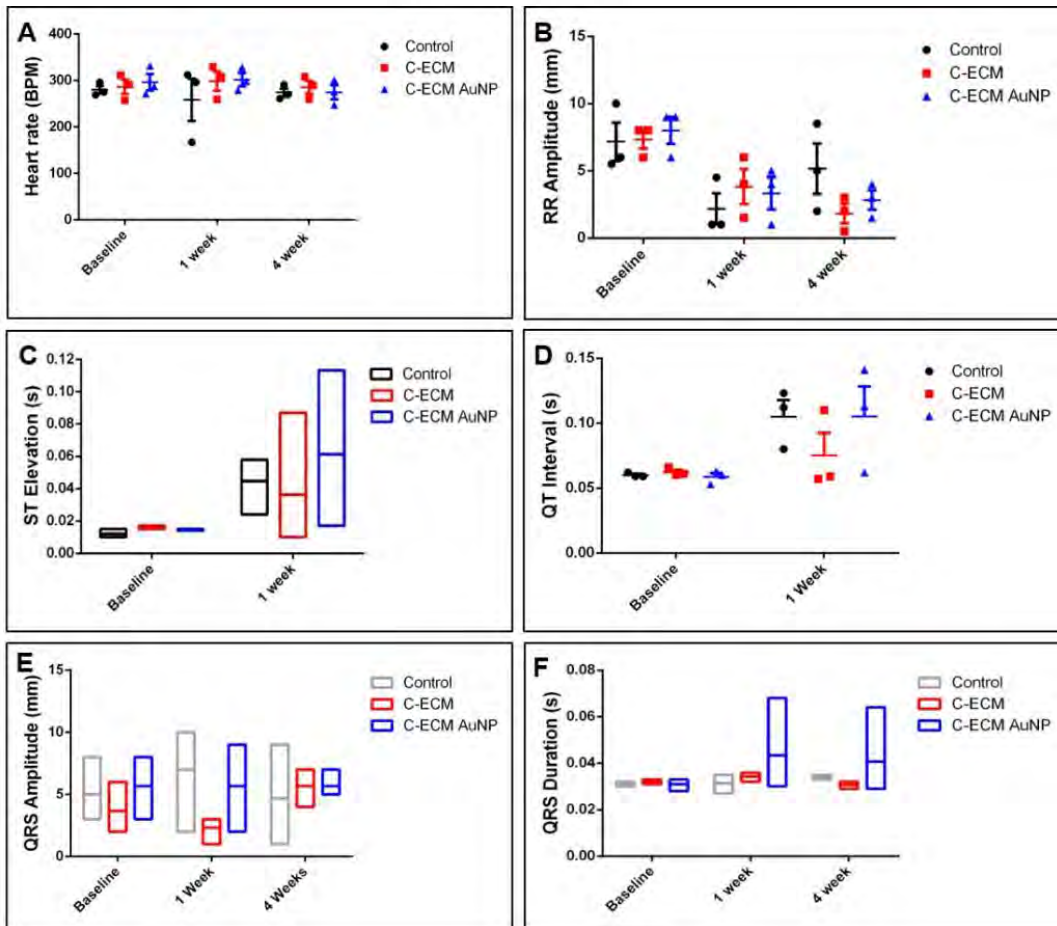 A
Heart rate (BPM)
400
300
200
100
0
Baseline
1 week
4 week
Control
C-ECM
C-ECM AuNP
B
RR Amplitude (mm)
15
10
5
0
Baseline
1 week
4 week
Control
C-ECM
C-ECM AuNP
C
ST Elevation (s)
0.12
0.10
0.08
0.06
0.04
0.02
0.00
Baseline
1 week
Control
C-ECM
C-ECM AuNP
D
QT Interval (s)
0.15
0.10
0.05
0.00
Baseline
1 Week
Control
C-ECM
C-ECM AuNP
E
QRS Amplitude (mm)
15
10
5
0
Baseline
1 Week
4 Weeks
Control
C-ECM
C-ECM AuNP
F
QRS Duration (s)
0.08
0.06
0.04
0.02
0.00
Baseline
1 week
4 week
Control
C-ECM
C-ECM AuNP